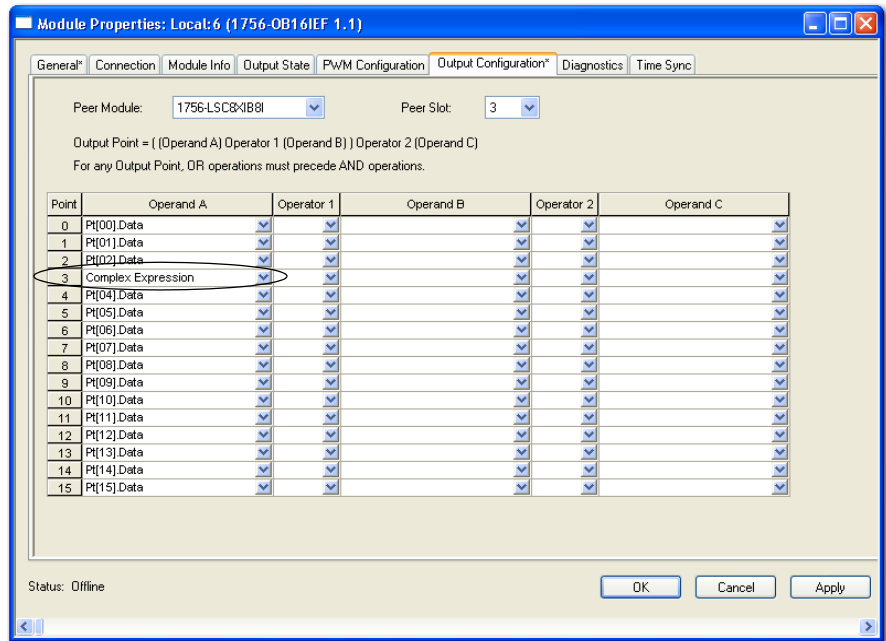 Module Properties: Local:6 (1756-OB16IEF 1.1)
General* Connection Module Info Output State PWM Configuration Output Configuration* Diagnostics Time Sync
Peer Module: 1756-LSC8XIB8I Peer Slot: 3
Output Point = ( (Operand A) Operator 1 (Operand B) ) Operator 2 (Operand C)
For any Output Point, OR operations must precede AND operations.
Point Operand A Operator 1 Operand B Operator 2 Operand C
0 Pt[00].Data
1 Pt[01].Data
2 Pt[02].Data
3 Complex Expression
4 Pt[04].Data
5 Pt[05].Data
6 Pt[06].Data
7 Pt[07].Data
8 Pt[08].Data
9 Pt[09].Data
10 Pt[10].Data
11 Pt[11].Data
12 Pt[12].Data
13 Pt[13].Data
14 Pt[14].Data
15 Pt[15].Data
Status: Offline
OK Cancel Apply